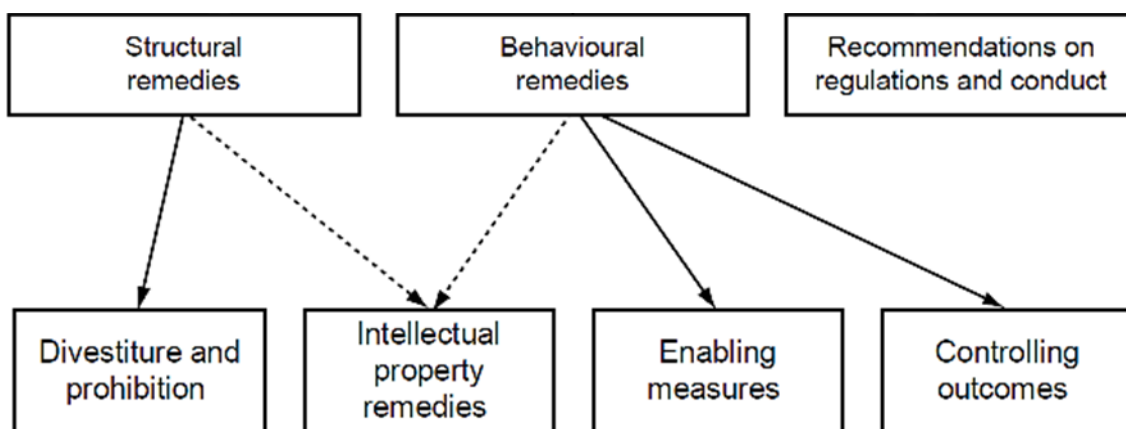 Structural
remedies
Behavioural
remedies
Recommendations on
regulations and conduct
Divestiture and
prohibition
Intellectual
property
remedies
Enabling
measures
Controlling
outcomes